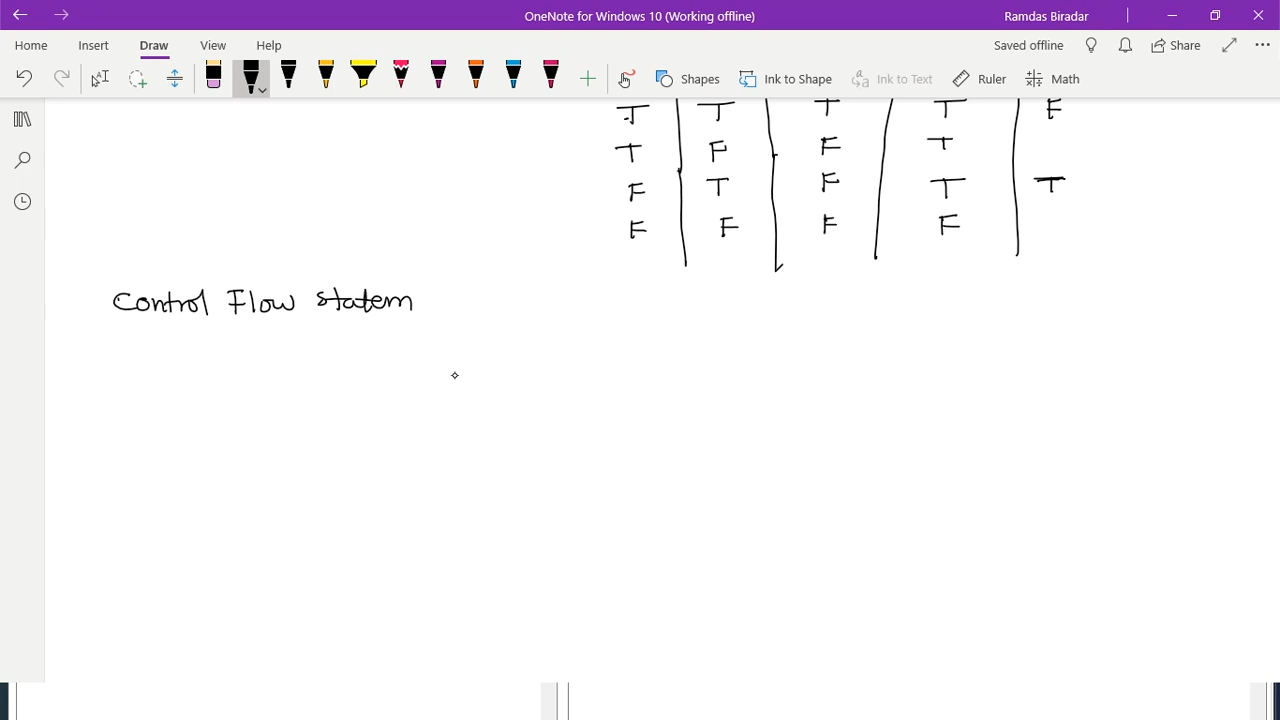 OneNote for Windows 10 (Working offline)
Ramdas Biradar
Home Insert Draw View Help
Saved offline
Share
Shapes
Ink to Shape
Ink to Text
Ruler
Math
T T T T F
T F F T
F T F T T
F F F F
Control Flow statem